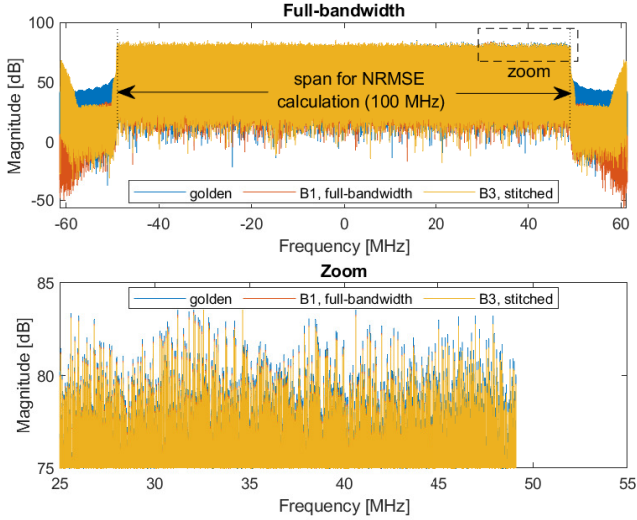 Full-bandwidth
100
50
0
-50
Magnitude [dB]
span for NRMSE
calculation (100 MHz)
zoom
golden B1, full-bandwidth B3, stitched
-60 -40 -20 0 20 40 60
Frequency [MHz]
Zoom
85
80
75
Magnitude [dB]
golden B1, full-bandwidth B3, stitched
25 30 35 40 45 50 55
Frequency [MHz]